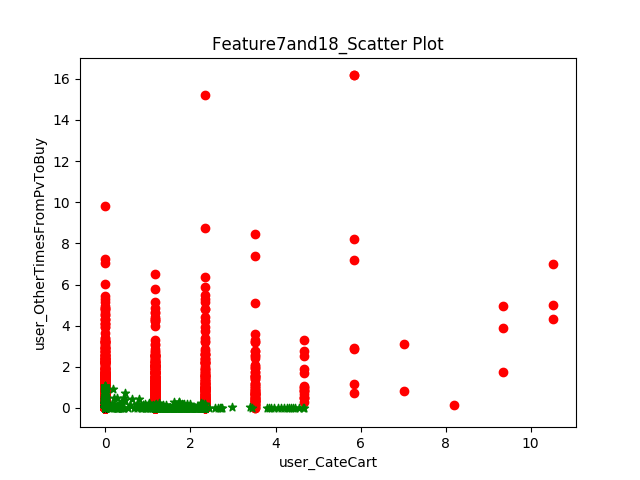 Feature7and18_Scatter Plot
user_OtherTimesFromPvToBuy
16
14
12
10
8
6
4
2
0
0 2 4 6 8 10
user_CateCart